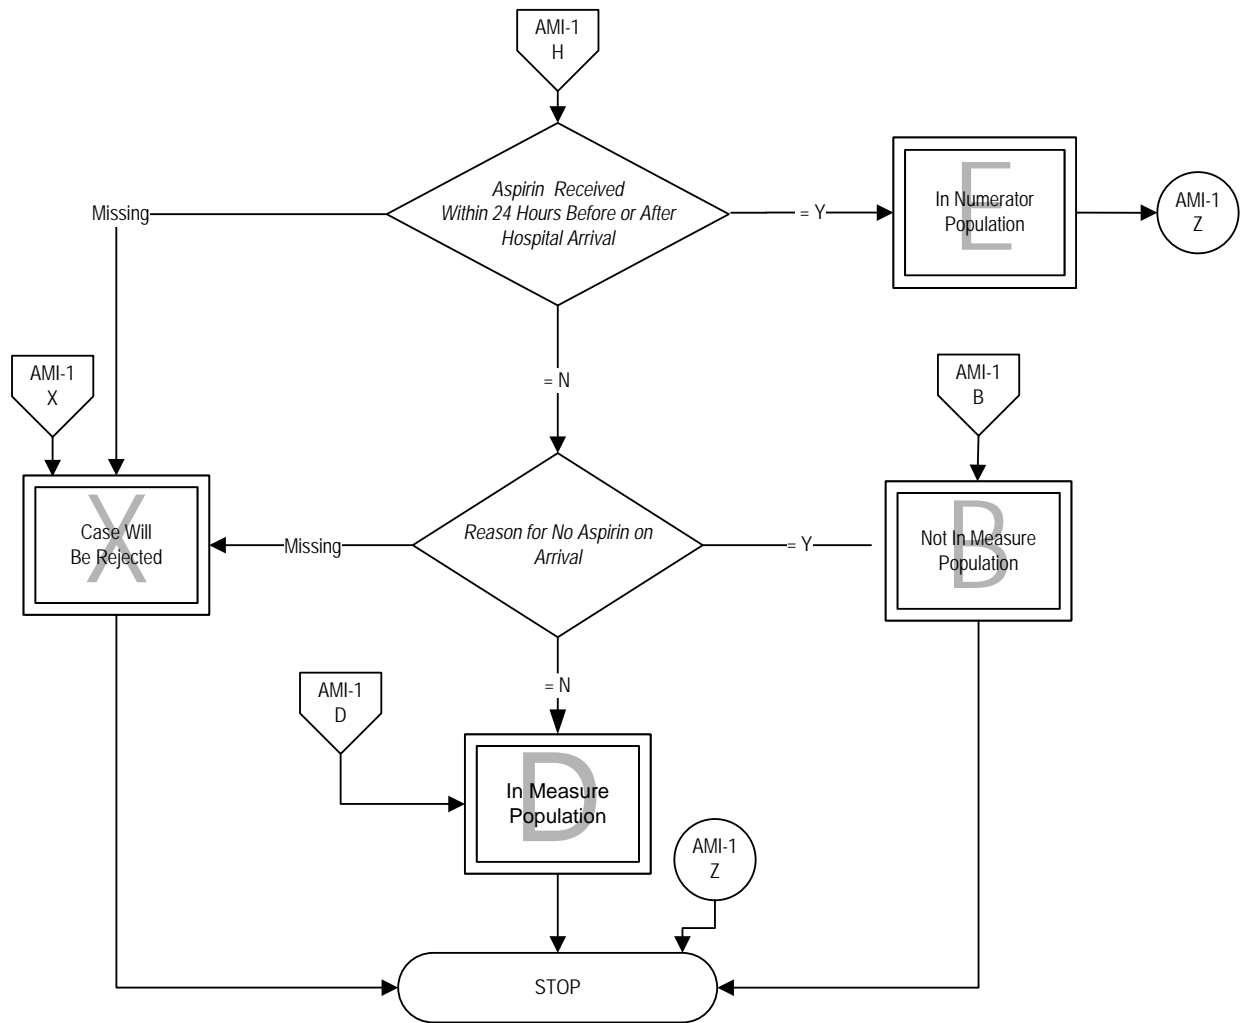 AMI-1
H
Aspirin Received
Within 24 Hours Before or After
Hospital Arrival
Missing
= Y
E
In Numerator
Population
AMI-1
Z
= N
AMI-1
X
AMI-1
B
X
Case Will
Be Rejected
Missing
Reason for No Aspirin on
Arrival
= Y
B
Not In Measure
Population
= N
AMI-1
D
D
In Measure
Population
AMI-1
Z
STOP